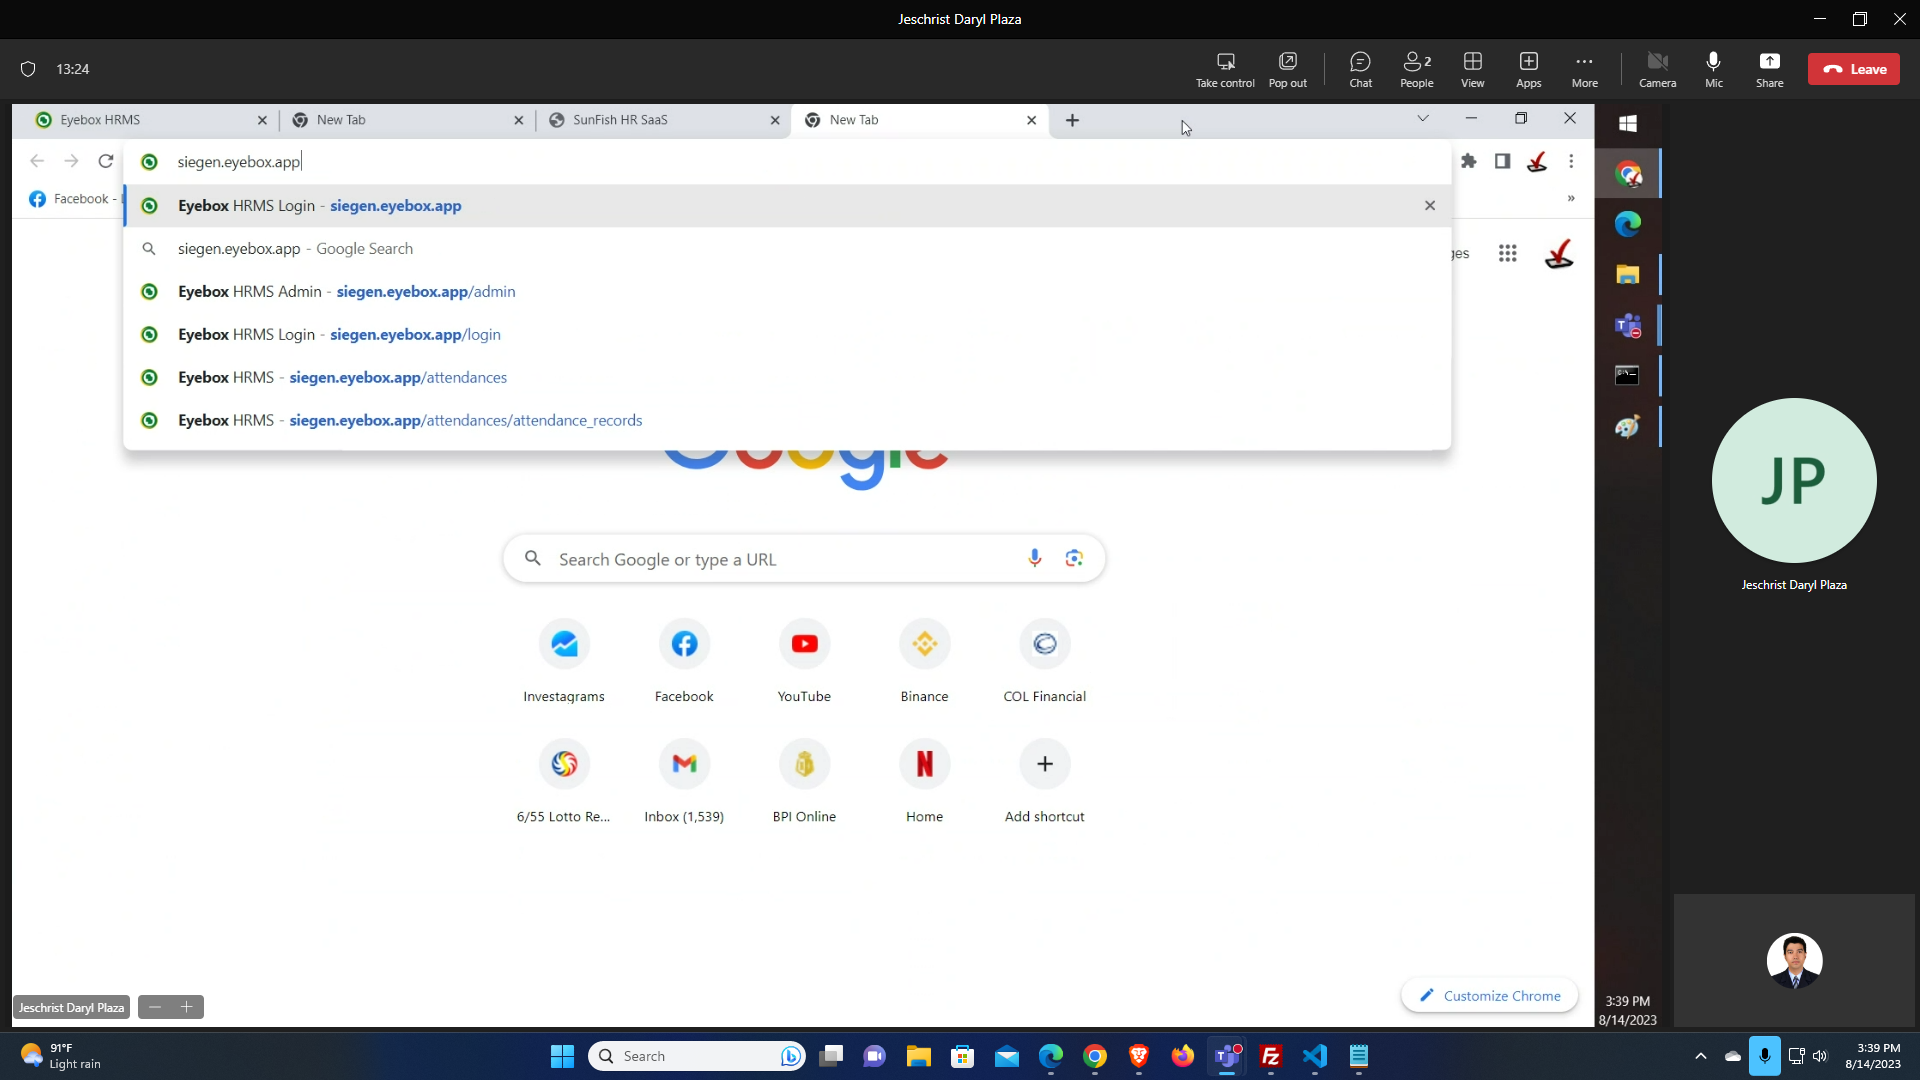 Jeschrist Daryl Plaza
13:24
Take control
Pop out
Chat
2
People
View
Apps
More
Camera
Mic
Share
Leave
Eyebox HRMS
New Tab
SunFish HR SaaS
New Tab
siegen.eyebox.app
Facebook -
Eyebox HRMS Login - siegen.eyebox.app
siegen.eyebox.app - Google Search
Eyebox HRMS Admin - siegen.eyebox.app/admin
Eyebox HRMS Login - siegen.eyebox.app/login
Eyebox HRMS - siegen.eyebox.app/attendances
Eyebox HRMS - siegen.eyebox.app/attendances/attendance_records
Google
Search Google or type a URL
Investagrams
Facebook
YouTube
Binance
COL Financial
6/55 Lotto Re...
Inbox (1,539)
BPI Online
Home
Add shortcut
Customize Chrome
JP
Jeschrist Daryl Plaza
Jeschrist Daryl Plaza
3:39 PM
8/14/2023
91°F
Light rain
Search
3:39 PM
8/14/2023